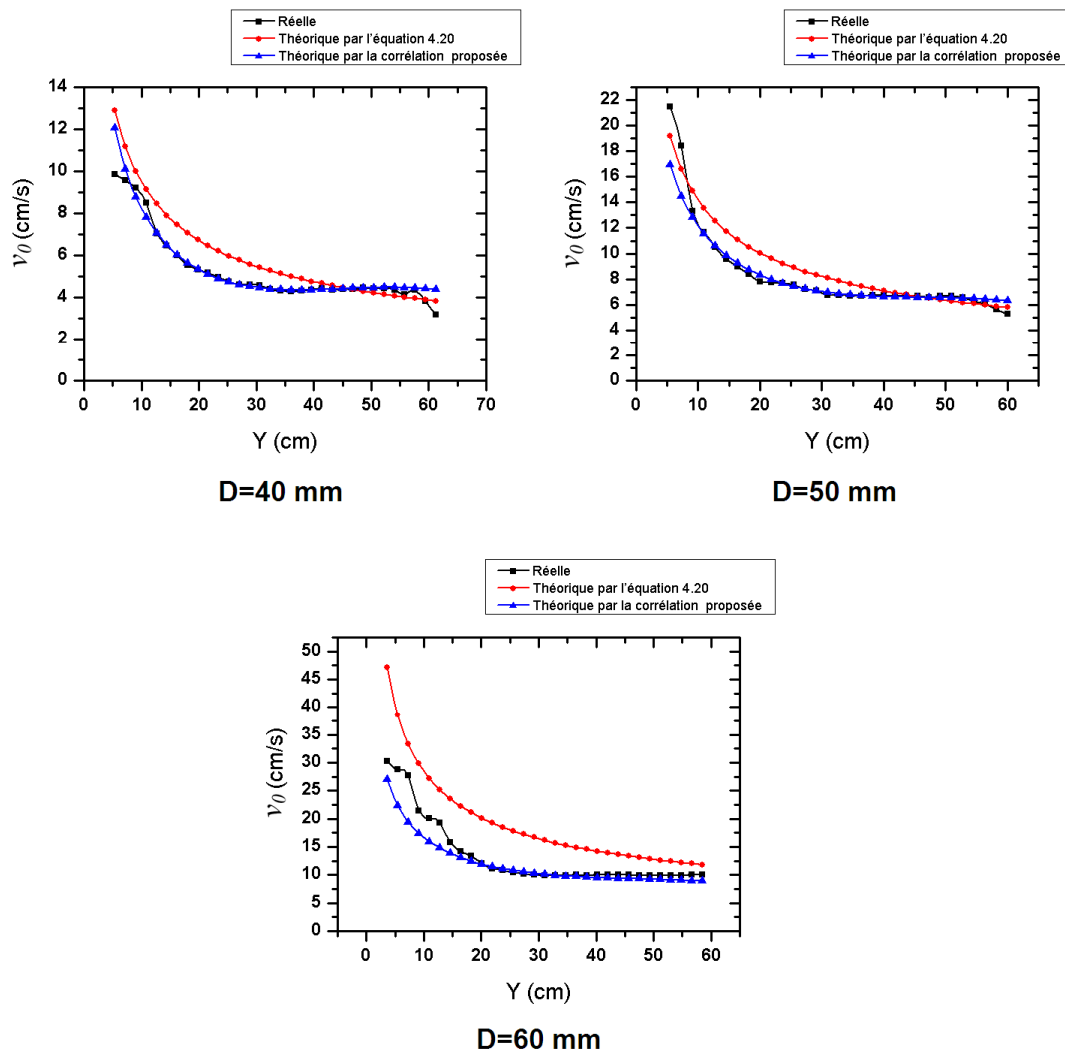 Réelle
Théorique par l'équation 4.20
Théorique par la corrélation proposée
14
12
10
8
6
4
2
0
v0 (cm/s)
0 10 20 30 40 50 60 70
Y (cm)
D=40 mm
Réelle
Théorique par l'équation 4.20
Théorique par la corrélation proposée
22
20
18
16
14
12
10
8
6
4
2
0
v0 (cm/s)
0 10 20 30 40 50 60
Y (cm)
D=50 mm
Réelle
Théorique par l'équation 4.20
Théorique par la corrélation proposée
50
45
40
35
30
25
20
15
10
5
0
v0 (cm/s)
0 10 20 30 40 50 60
Y (cm)
D=60 mm